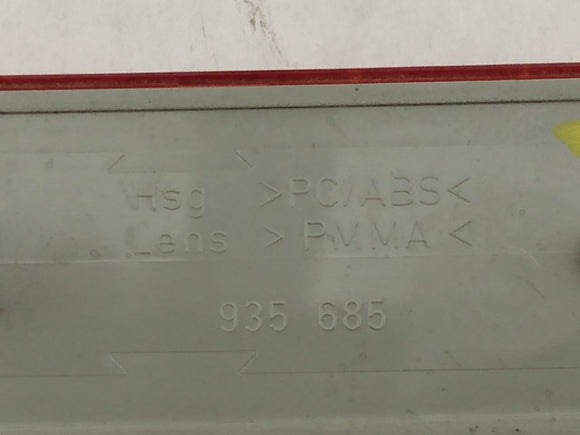 Hsg >PC/ABS<
Lens >PMMA<
935 685